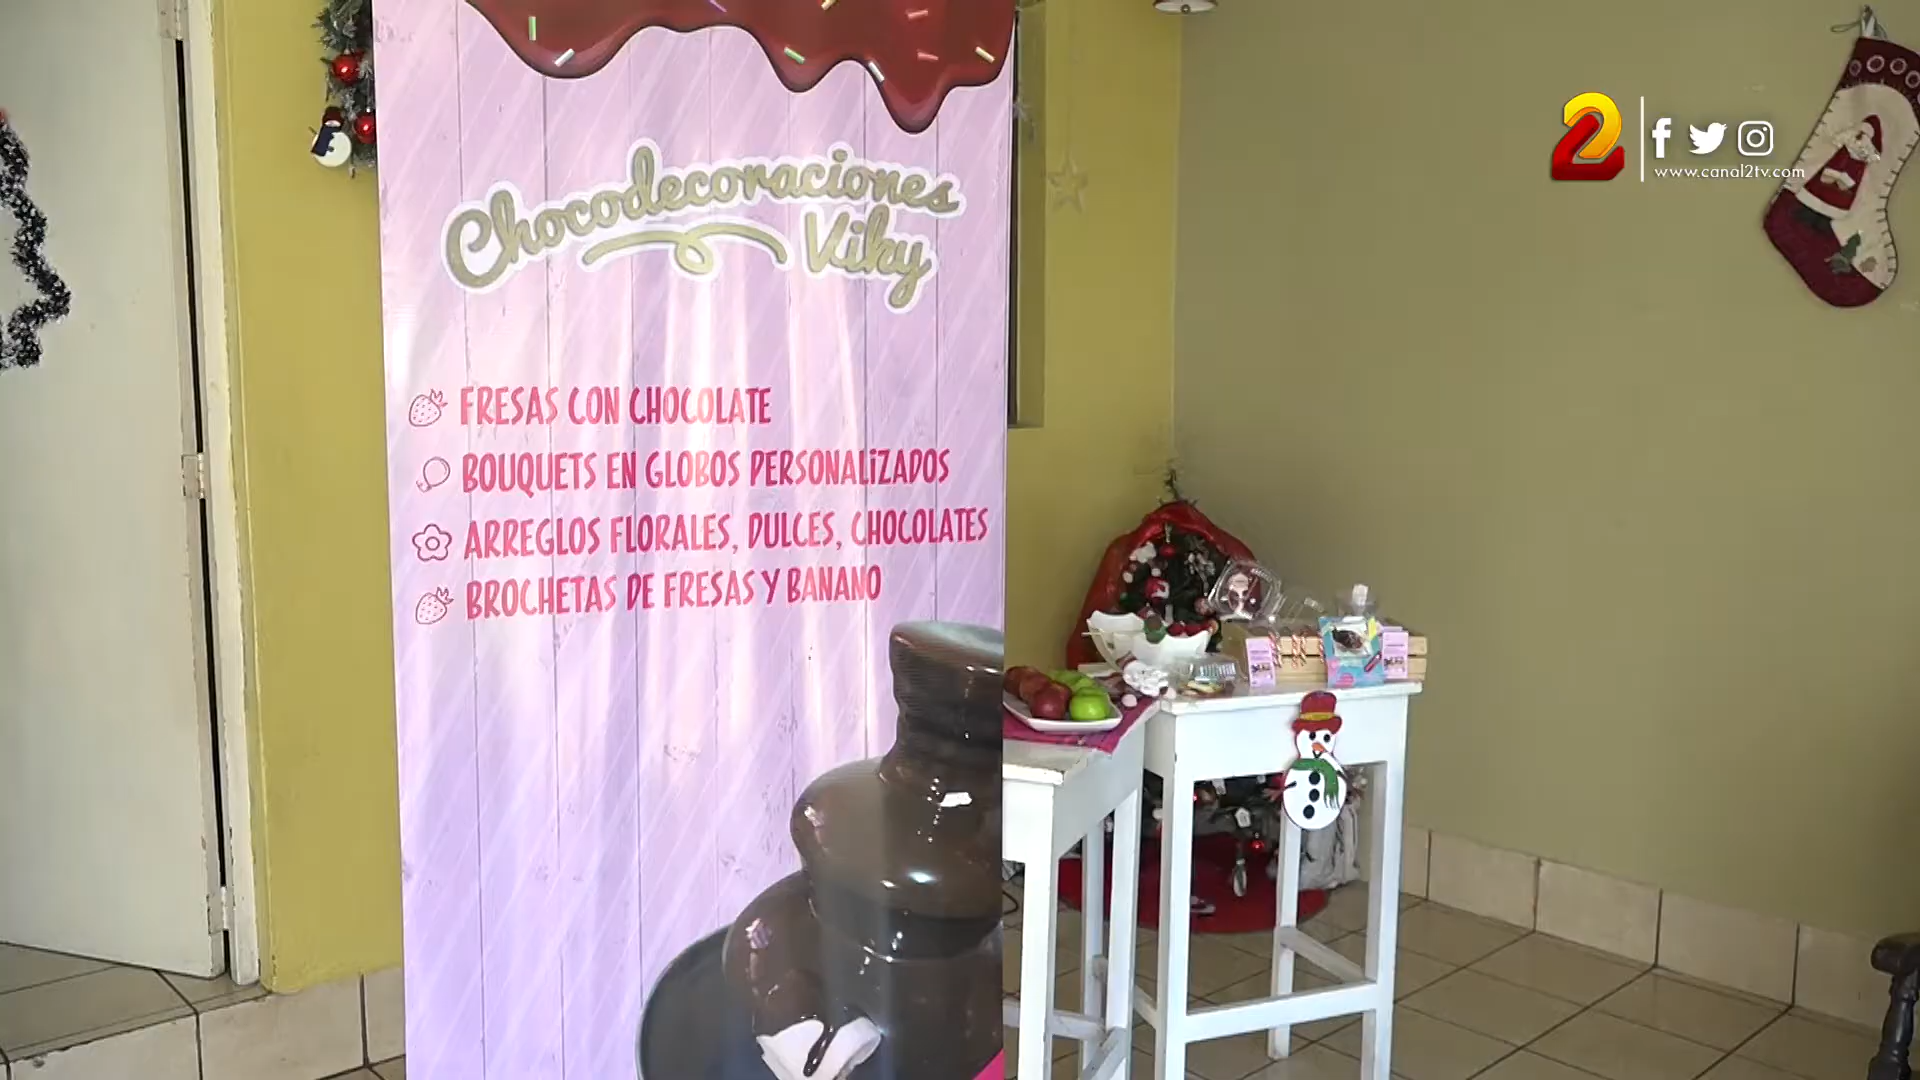 Chocodecoraciones
Viky
FRESAS CON CHOCOLATE
BOUQUETS EN GLOBOS PERSONALIZADOS
ARREGLOS FLORALES, DULCES, CHOCOLATES
BROCHETAS DE FRESAS Y BANANO
2
www.canal2tv.com